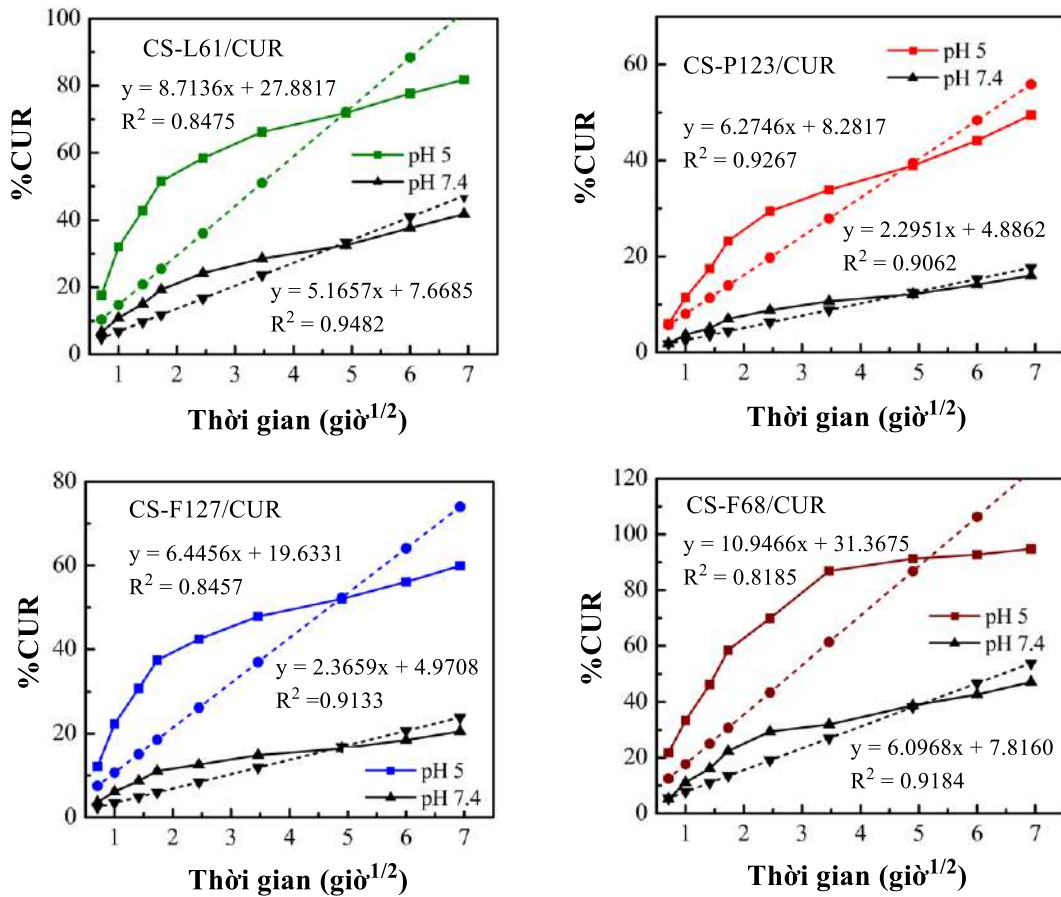 CS-L61/CUR
y = 8.7136x + 27.8817
R² = 0.8475
pH 5
pH 7.4
y = 5.1657x + 7.6685
R² = 0.9482
%CUR
100
80
60
40
20
0
1 2 3 4 5 6 7
Thời gian (giờ¹/²)
CS-P123/CUR
pH 5
pH 7.4
y = 6.2746x + 8.2817
R² = 0.9267
y = 2.2951x + 4.8862
R² = 0.9062
%CUR
60
40
20
0
1 2 3 4 5 6 7
Thời gian (giờ¹/²)
CS-F127/CUR
y = 6.4456x + 19.6331
R² = 0.8457
y = 2.3659x + 4.9708
R² =0.9133
pH 5
pH 7.4
%CUR
80
60
40
20
0
1 2 3 4 5 6 7
Thời gian (giờ¹/²)
CS-F68/CUR
y = 10.9466x + 31.3675
R² = 0.8185
pH 5
pH 7.4
y = 6.0968x + 7.8160
R² = 0.9184
%CUR
120
100
80
60
40
20
0
1 2 3 4 5 6 7
Thời gian (giờ¹/²)